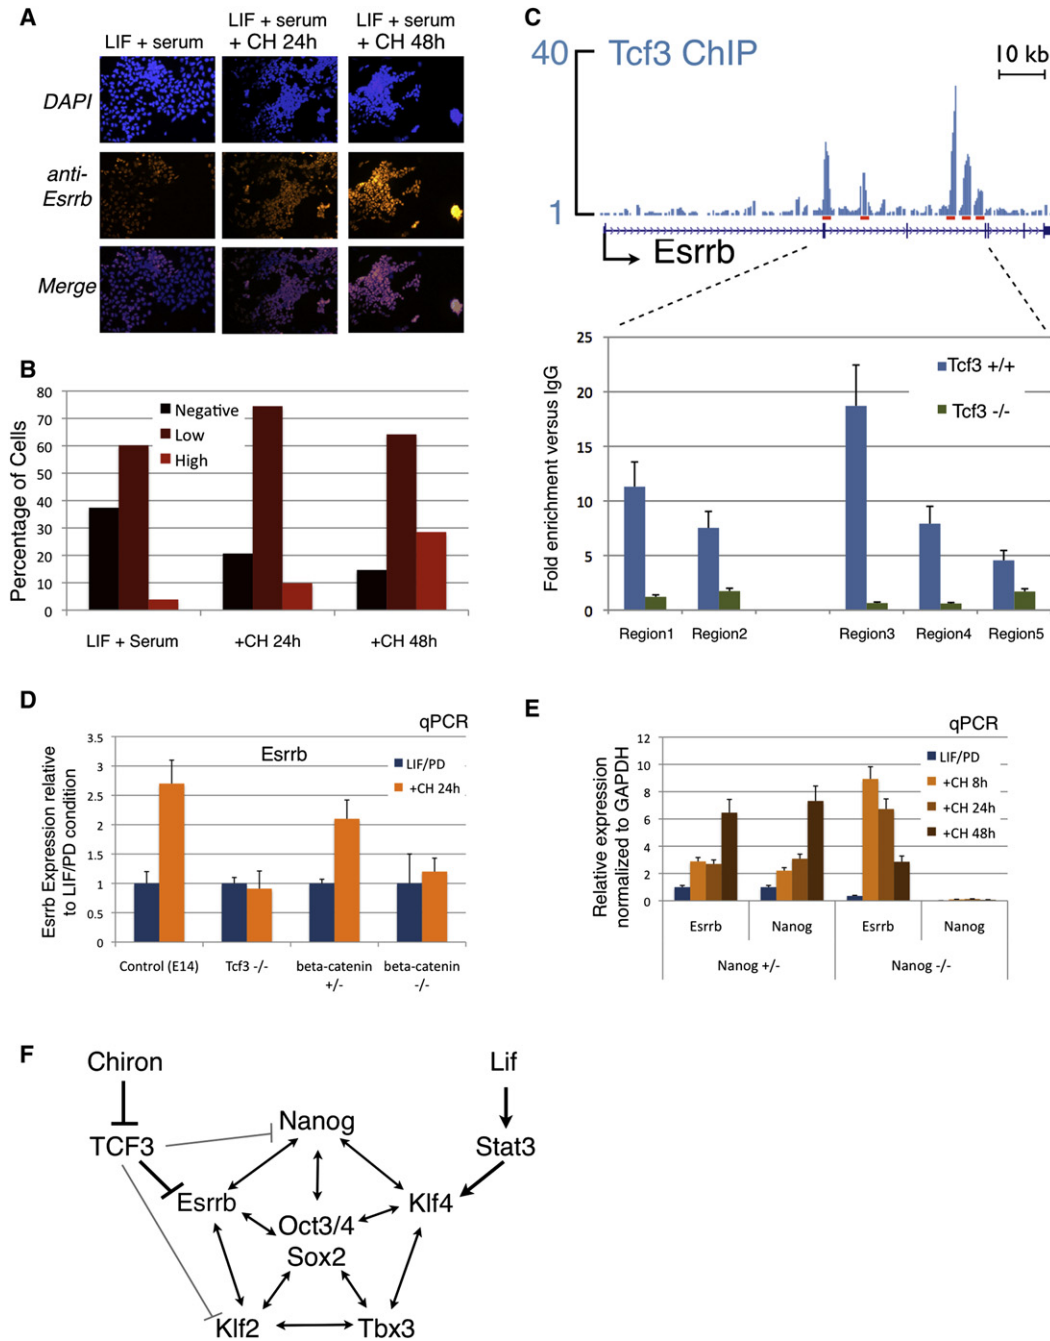 A
LIF + serum
LIF + serum
+ CH 24h
LIF + serum
+ CH 48h
DAPI
anti-
Esrrb
Merge
B
Percentage of Cells
80
70
60
50
40
30
20
10
0
Negative
Low
High
LIF + Serum
+CH 24h
+CH 48h
C
40
Tcf3 ChIP
10 kb
1
Esrrb
Fold enrichment versus IgG
25
20
15
10
5
0
Tcf3 +/+
Tcf3 -/-
Region1
Region2
Region3
Region4
Region5
D
qPCR
Esrrb
Esrrb Expression relative
to LIF/PD condition
3.5
3
2.5
2
1.5
1
0.5
0
LIF/PD
+CH 24h
Control (E14)
Tcf3 -/-
beta-catenin
+/-
beta-catenin
-/-
E
qPCR
Relative expression
normalized to GAPDH
12
10
8
6
4
2
0
LIF/PD
+CH 8h
+CH 24h
+CH 48h
Esrrb
Nanog
Esrrb
Nanog
Nanog +/-
Nanog -/-
F
Chiron
Lif
TCF3
Nanog
Stat3
Esrrb
Klf4
Oct3/4
Sox2
Klf2
Tbx3